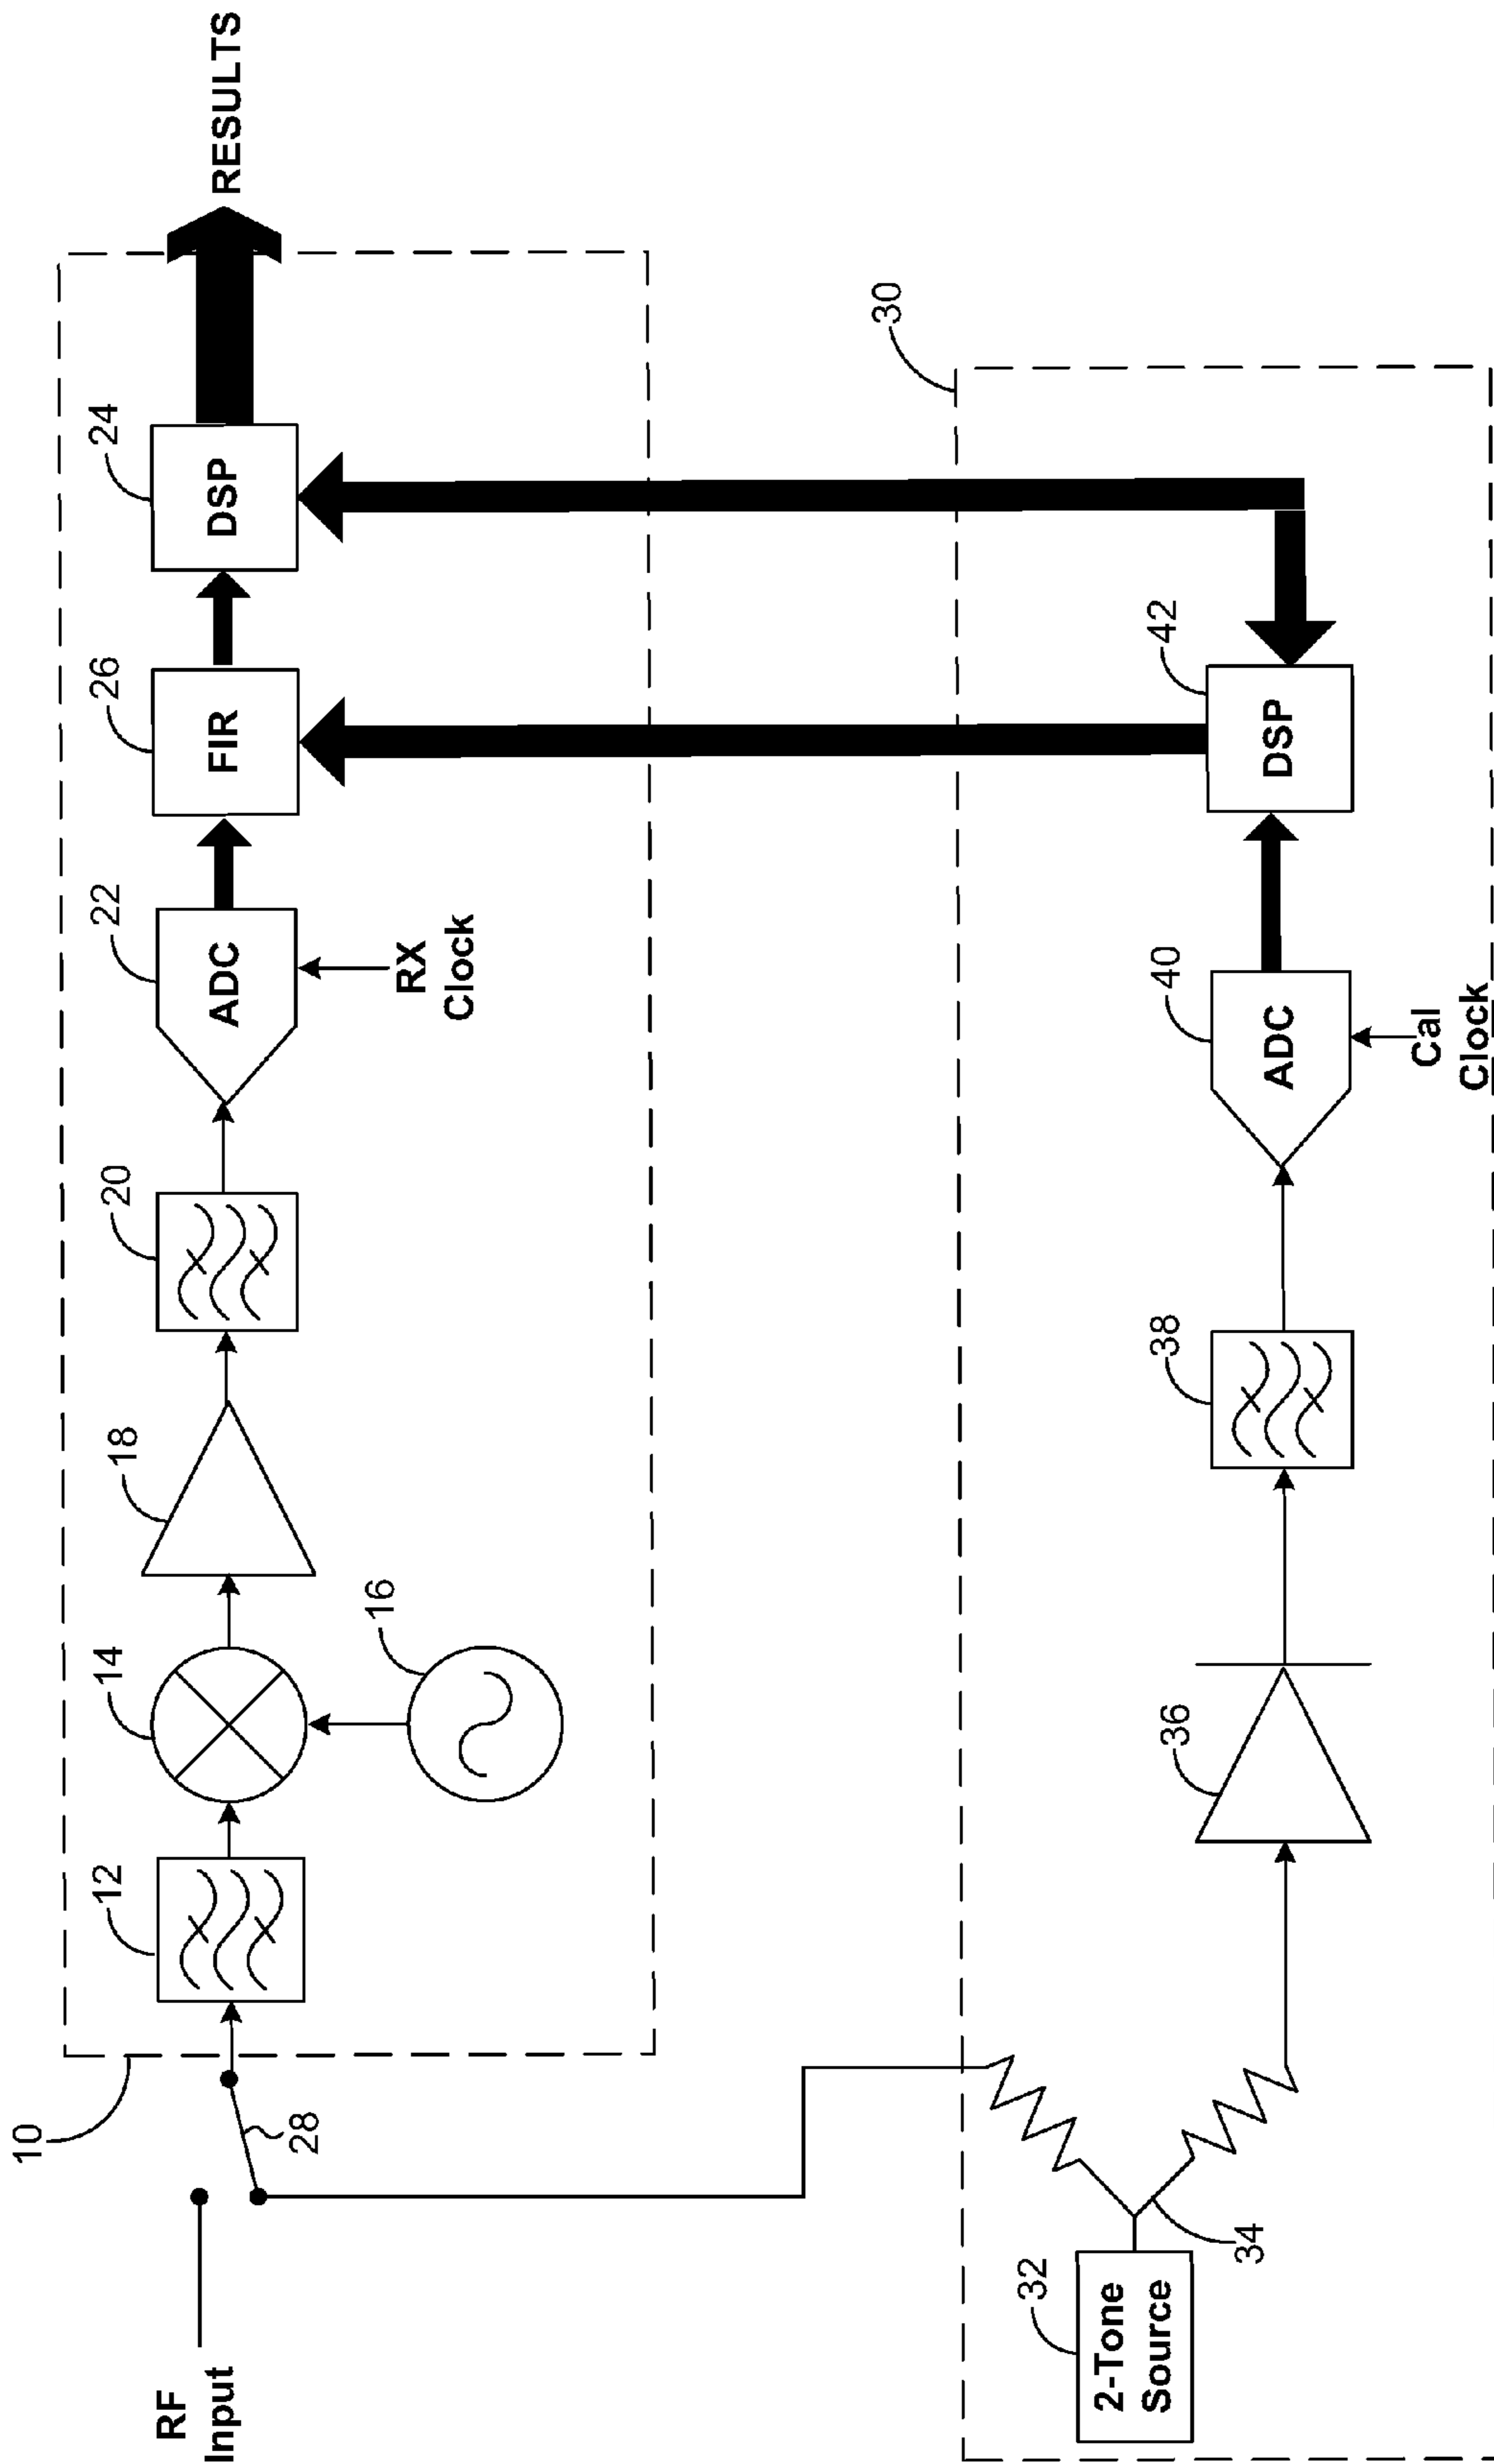 RF
Input
10
28
12
14
16
18
20
22
ADC
RX
Clock
26
FIR
24
DSP
RESULTS
30
32
2-Tone
Source
34
36
38
40
ADC
Cal
Clock
42
DSP